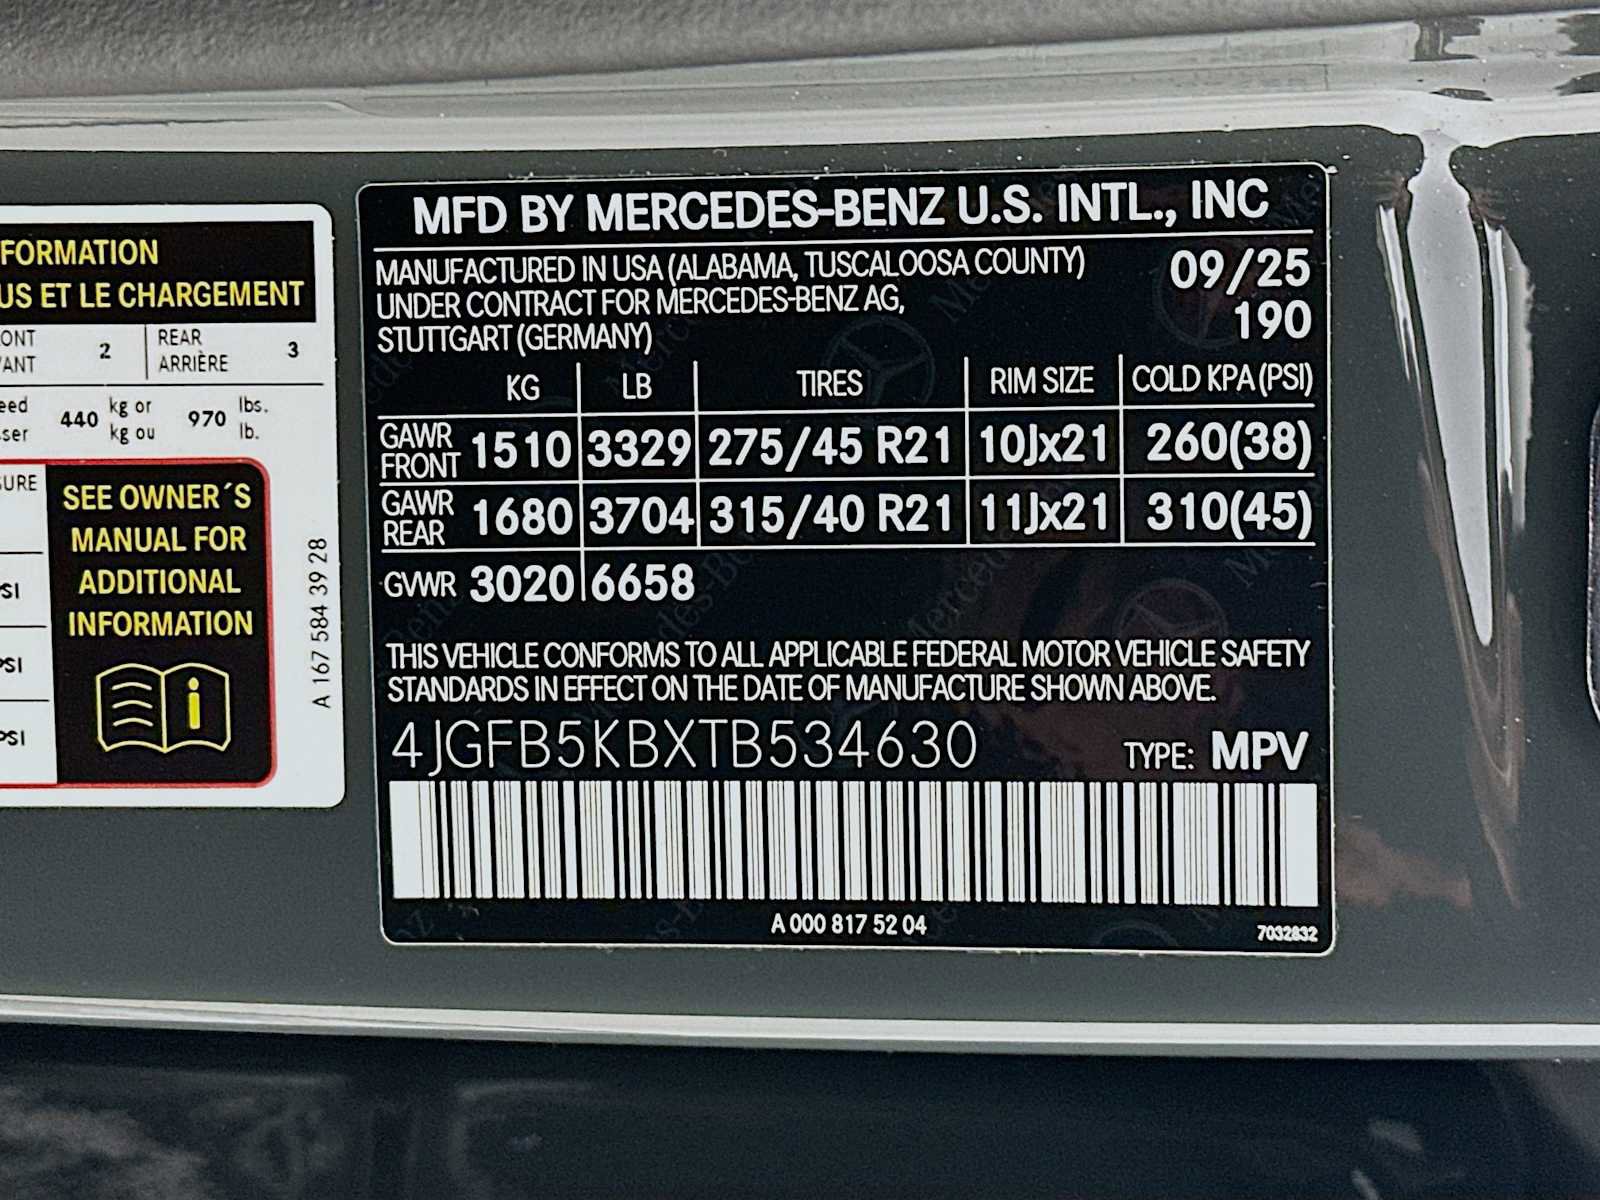 FORMATION
US ET LE CHARGEMENT
ONT 2 REAR 3
ANT ARRIÈRE
eed 440 kg or 970 lbs.
ser kg ou lb.
SURE
SEE OWNER´S
MANUAL FOR
ADDITIONAL
INFORMATION
PSI
PSI
PSI
i
A 167 584 39 28
MFD BY MERCEDES-BENZ U.S. INTL., INC
MANUFACTURED IN USA (ALABAMA, TUSCALOOSA COUNTY) 09/25
UNDER CONTRACT FOR MERCEDES-BENZ AG, 190
STUTTGART (GERMANY)
KG LB TIRES RIM SIZE COLD KPA (PSI)
GAWR FRONT 1510 3329 275/45 R21 10Jx21 260(38)
GAWR REAR 1680 3704 315/40 R21 11Jx21 310(45)
GVWR 3020 6658
THIS VEHICLE CONFORMS TO ALL APPLICABLE FEDERAL MOTOR VEHICLE SAFETY
STANDARDS IN EFFECT ON THE DATE OF MANUFACTURE SHOWN ABOVE.
4JGFB5KBXTB534630 TYPE: MPV
A 000 817 52 04
7032832